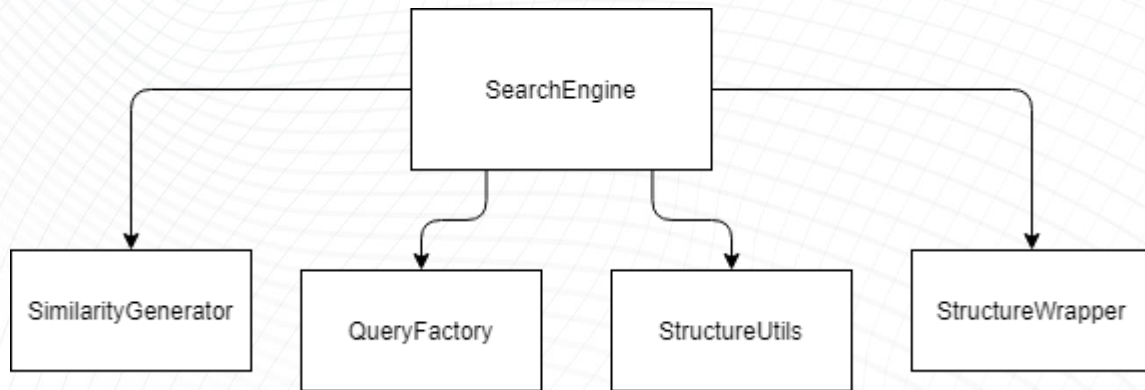 SearchEngine
SimilarityGenerator
QueryFactory
StructureUtils
StructureWrapper